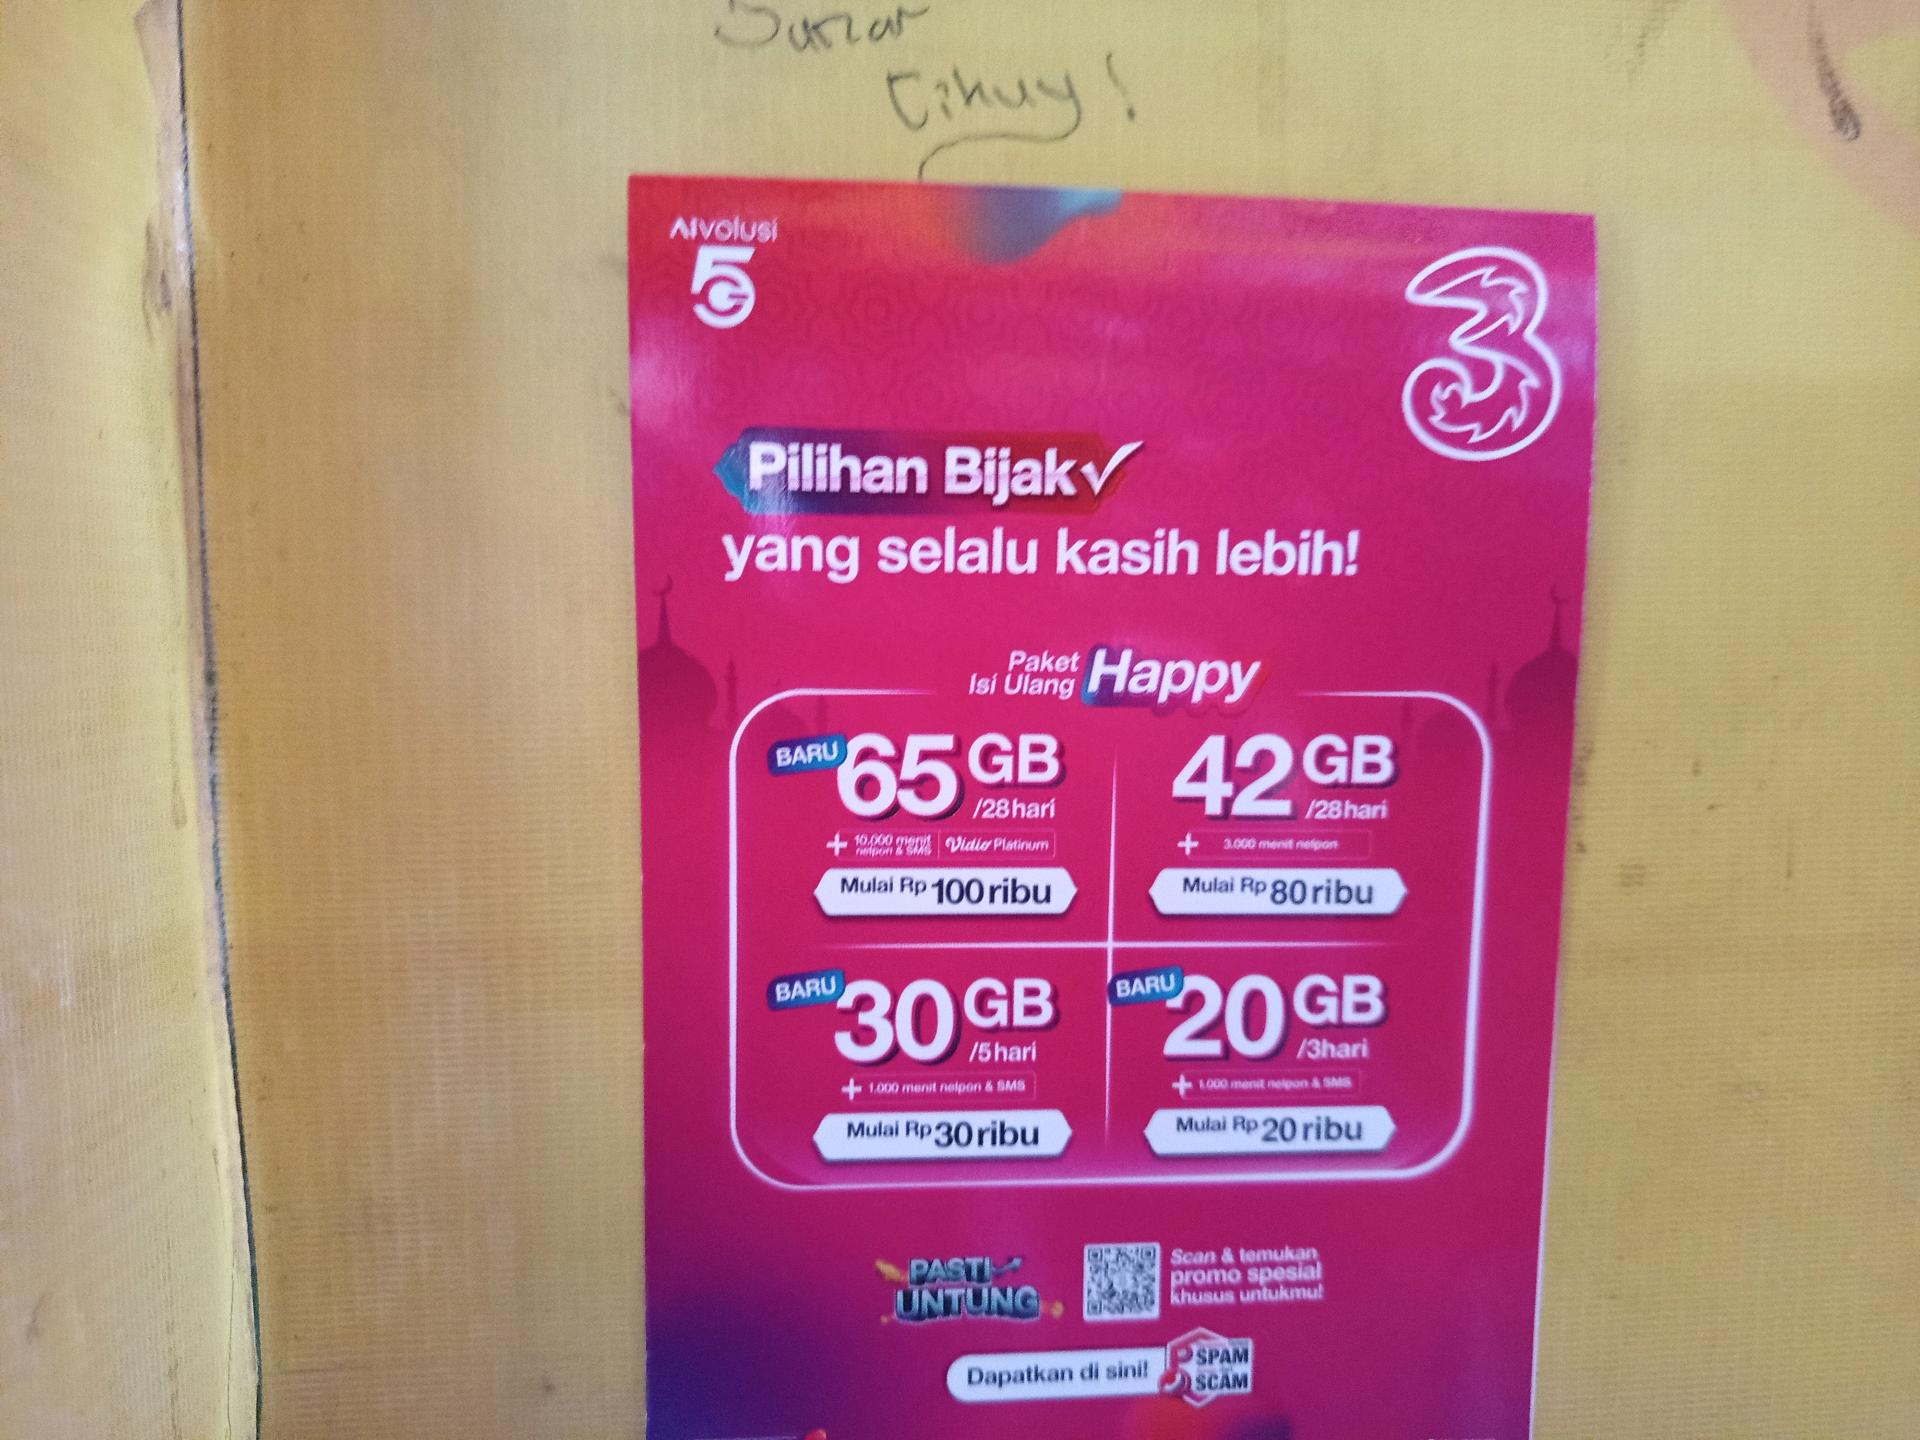 Cihuy!
AIvolusi
5G
3
Pilihan Bijak
yang selalu kasih lebih!
Paket
Isi Ulang
Happy
BARU
65 GB
/28hari
+ 10.000 menit
nelpon & SMS
Vidio Platinum
Mulai Rp 100 ribu
42 GB
/28hari
+ 3.000 menit nelpon
Mulai Rp 80 ribu
BARU
30 GB
/5hari
+ 1.000 menit nelpon & SMS
Mulai Rp 30 ribu
BARU
20 GB
/3hari
+ 1.000 menit nelpon & SMS
Mulai Rp 20 ribu
PASTI
UNTUNG
Scan & temukan
promo spesial
khusus untukmu!
Dapatkan di sini!
SPAM
SCAM